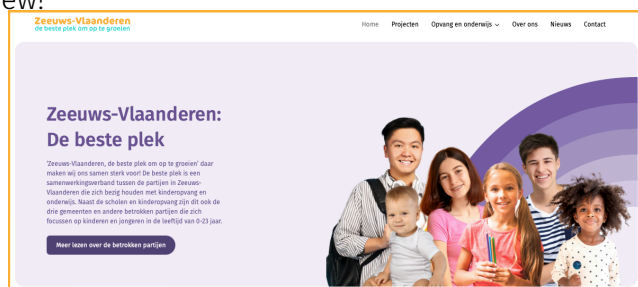 ew!
Zeeuws-Vlaanderen
de beste plek om op te groeien
Home Projecten Opvang en onderwijs Over ons Nieuws Contact
Zeeuws-Vlaanderen:
De beste plek
'Zeeuws-Vlaanderen, de beste plek om op te groeien' daar
maken wij ons samen sterk voor! De beste plek is een
samenwerkingsverband tussen de partijen in Zeeuws-
Vlaanderen die zich bezig houden met kinderopvang en
onderwijs. Naast de scholen en kinderopvang zijn dit ook de
drie gemeenten en andere betrokken partijen die zich
focussen op kinderen en jongeren in de leeftijd van 0-23 jaar.
Meer lezen over de betrokken partijen